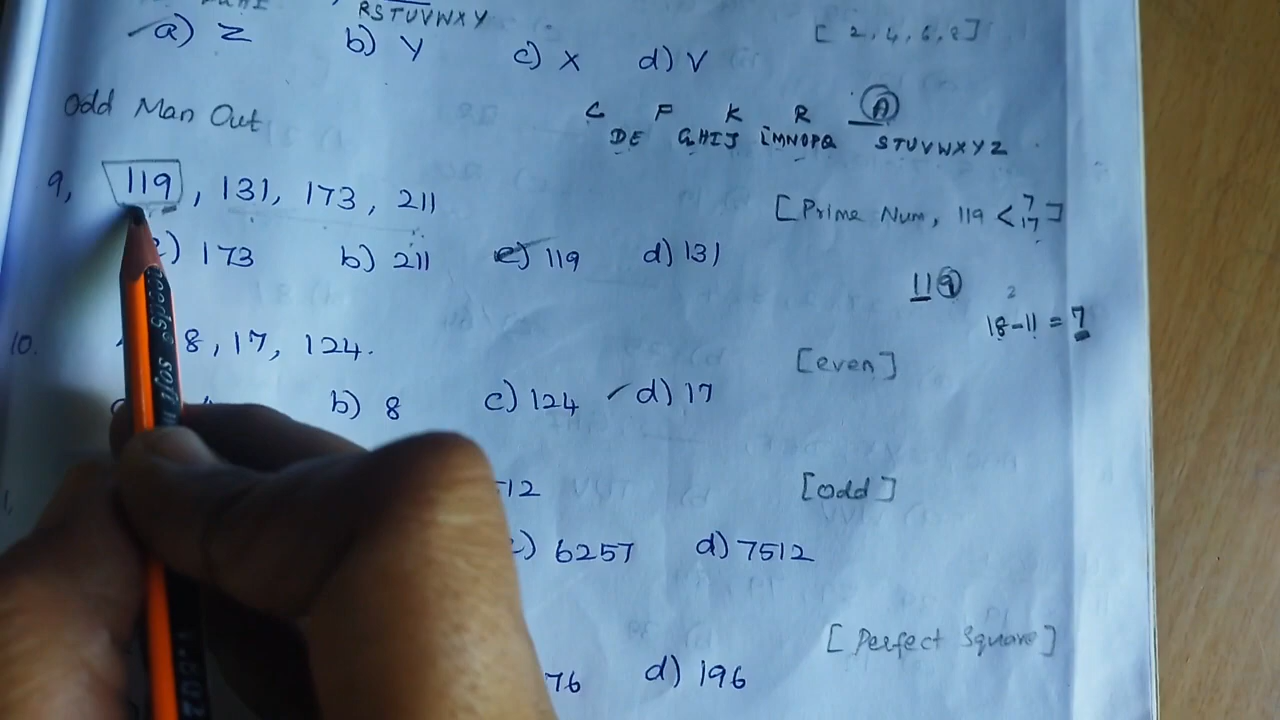 RSTUVWXY
a) Z b) Y c) X d) V [2,4,6,8]
Odd Man Out C F K R A
DE GHIJ LMNOPQ STUVWXYZ
9, 119, 131, 173, 211 [Prime Num, 119 < 7 17]
a) 173 b) 211 c) 119 d) 131
119 2
18-11 = 7
10. 8, 17, 124. [even]
b) 8 c) 124 d) 17
12 [Odd]
c) 6257 d) 7512
[Perfect Square]
76 d) 196